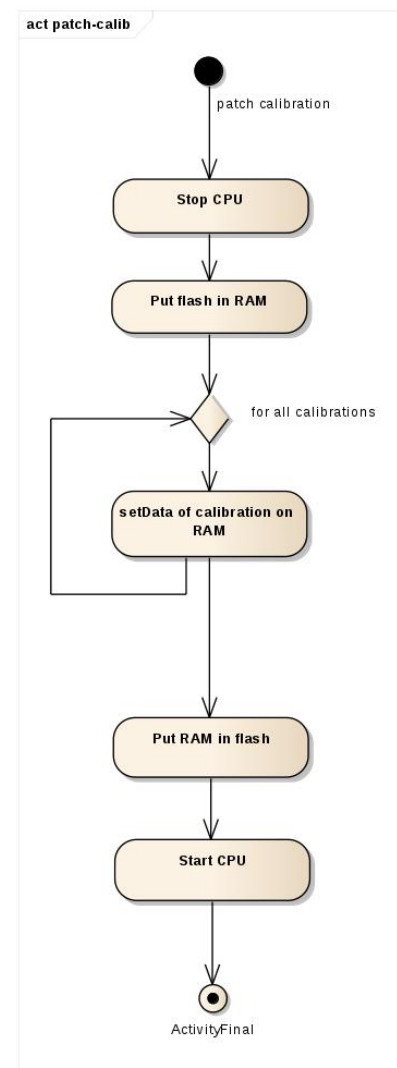 act patch-calib
patch calibration
Stop CPU
Put flash in RAM
for all calibrations
setData of calibration on
RAM
Put RAM in flash
Start CPU
ActivityFinal